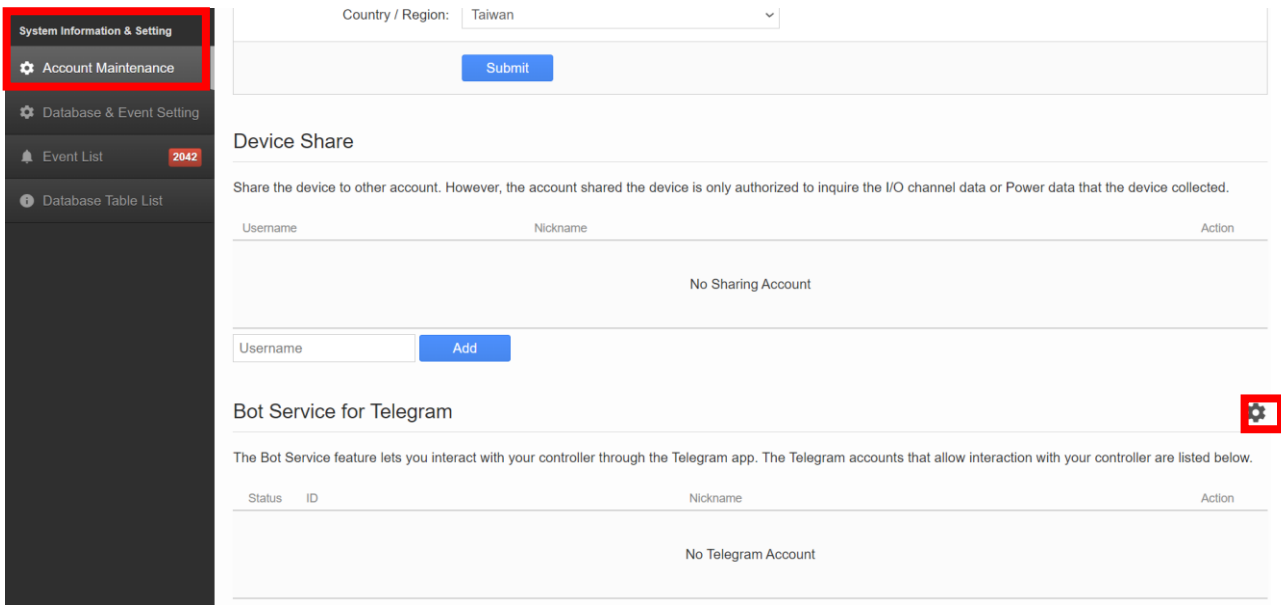 System Information & Setting
Account Maintenance
Database & Event Setting
Event List 2042
Database Table List
Country / Region: Taiwan
Submit
Device Share
Share the device to other account. However, the account shared the device is only authorized to inquire the I/O channel data or Power data that the device collected.
Username Nickname Action
No Sharing Account
Username Add
Bot Service for Telegram
The Bot Service feature lets you interact with your controller through the Telegram app. The Telegram accounts that allow interaction with your controller are listed below.
Status ID Nickname Action
No Telegram Account